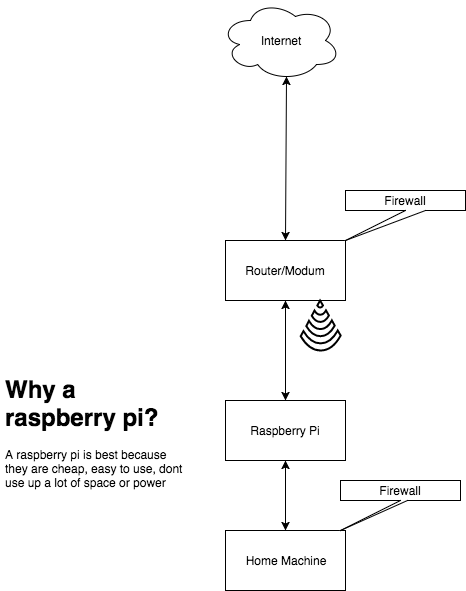 Internet
Firewall
Router/Modum
Why a
raspberry pi?
A raspberry pi is best because
they are cheap, easy to use, dont
use up a lot of space or power
Raspberry Pi
Firewall
Home Machine